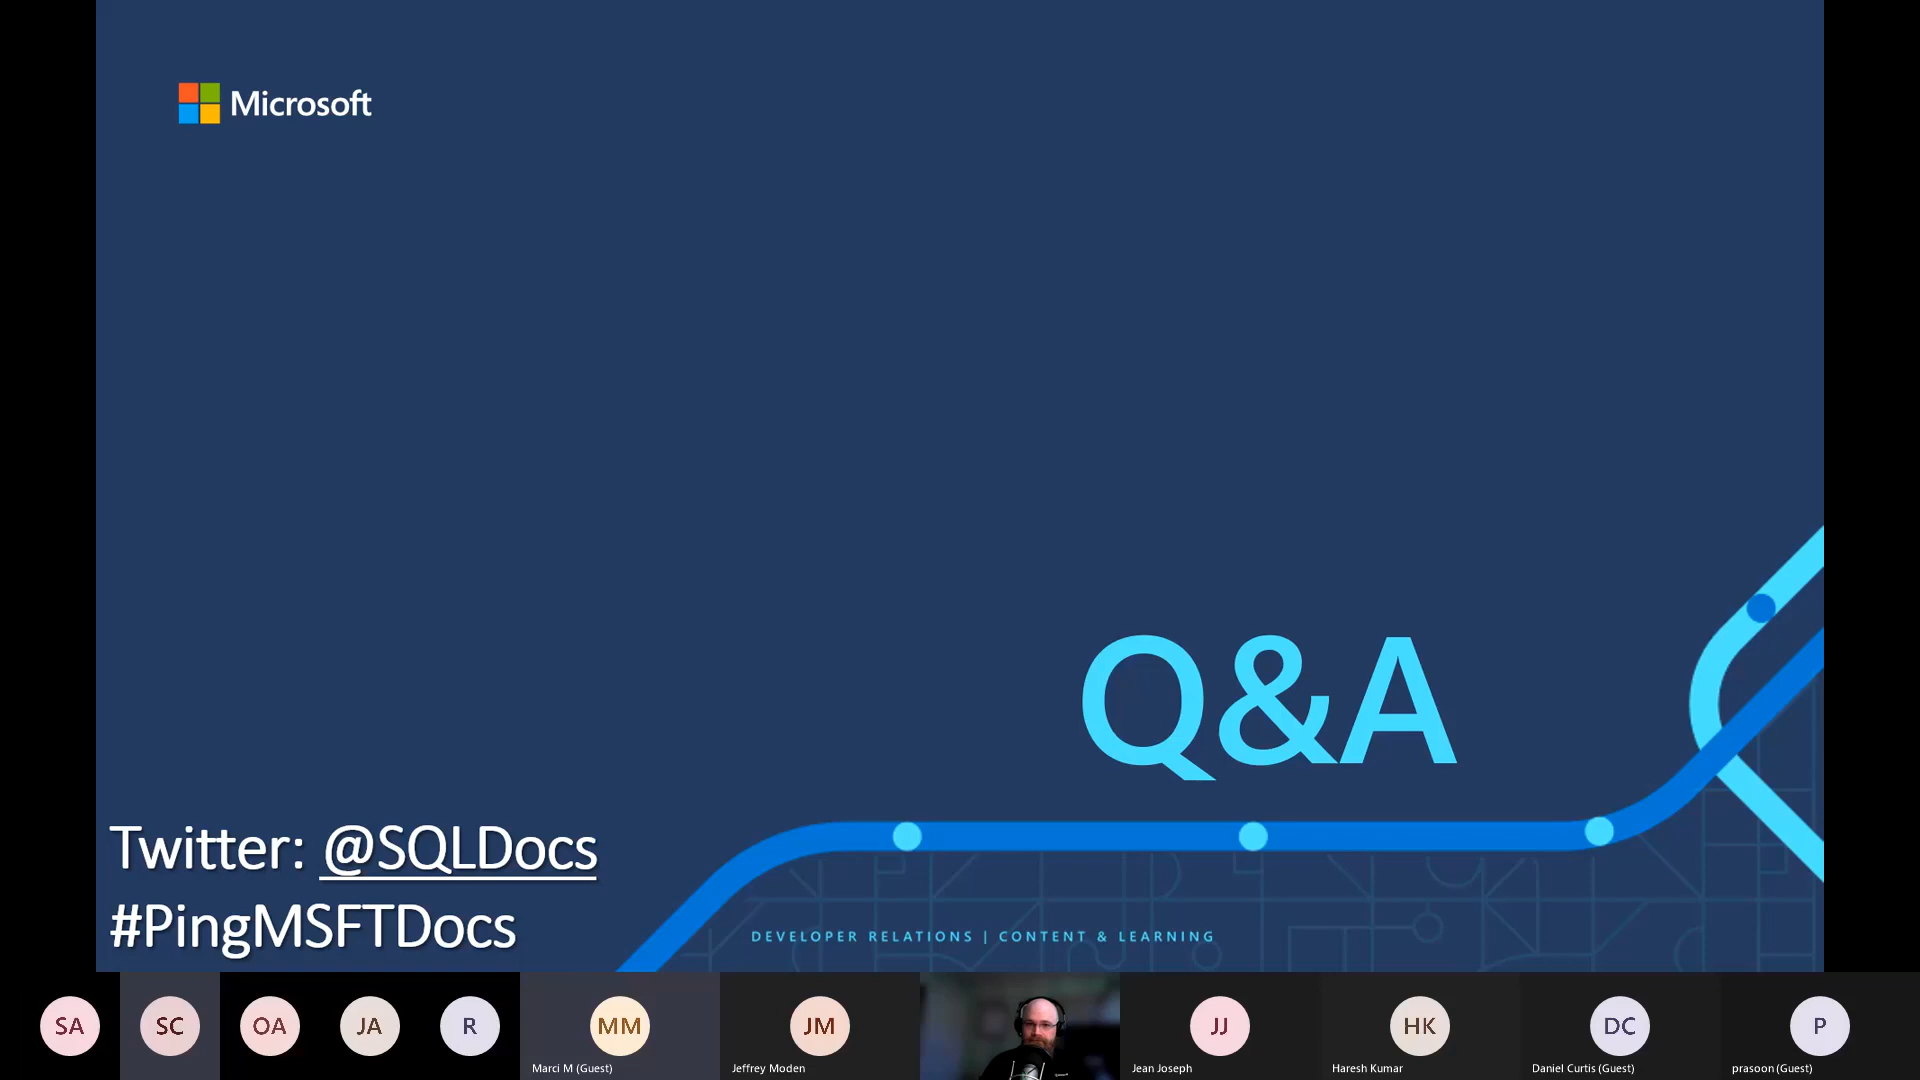 Microsoft
Q&A
Twitter: @SQLDocs
#PingMSFTDocs
DEVELOPER RELATIONS | CONTENT & LEARNING
SA
SC
OA
JA
R
MM
JM
JJ
HK
DC
P
Marci M (Guest)
Jeffrey Moden
Jean Joseph
Haresh Kumar
Daniel Curtis (Guest)
prasoon (Guest)